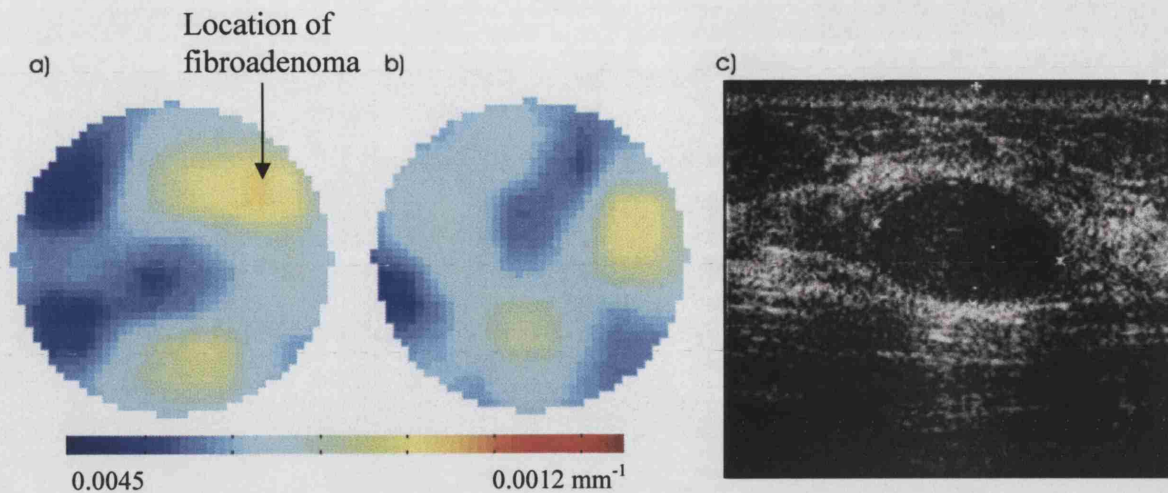 Location of
fibroadenoma
a)
b)
c)
0.0045
0.0012 mm⁻¹